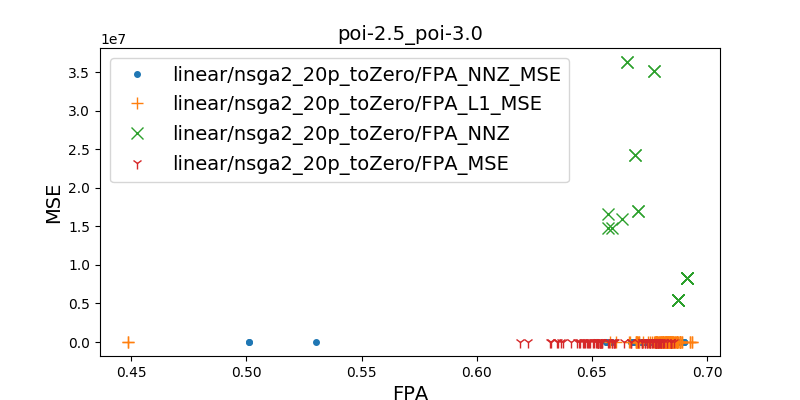 poi-2.5_poi-3.0
1e7
linear/nsga2_20p_toZero/FPA_NNZ_MSE
linear/nsga2_20p_toZero/FPA_L1_MSE
linear/nsga2_20p_toZero/FPA_NNZ
linear/nsga2_20p_toZero/FPA_MSE
MSE
3.5
3.0
2.5
2.0
1.5
1.0
0.5
0.0
0.45 0.50 0.55 0.60 0.65 0.70
FPA